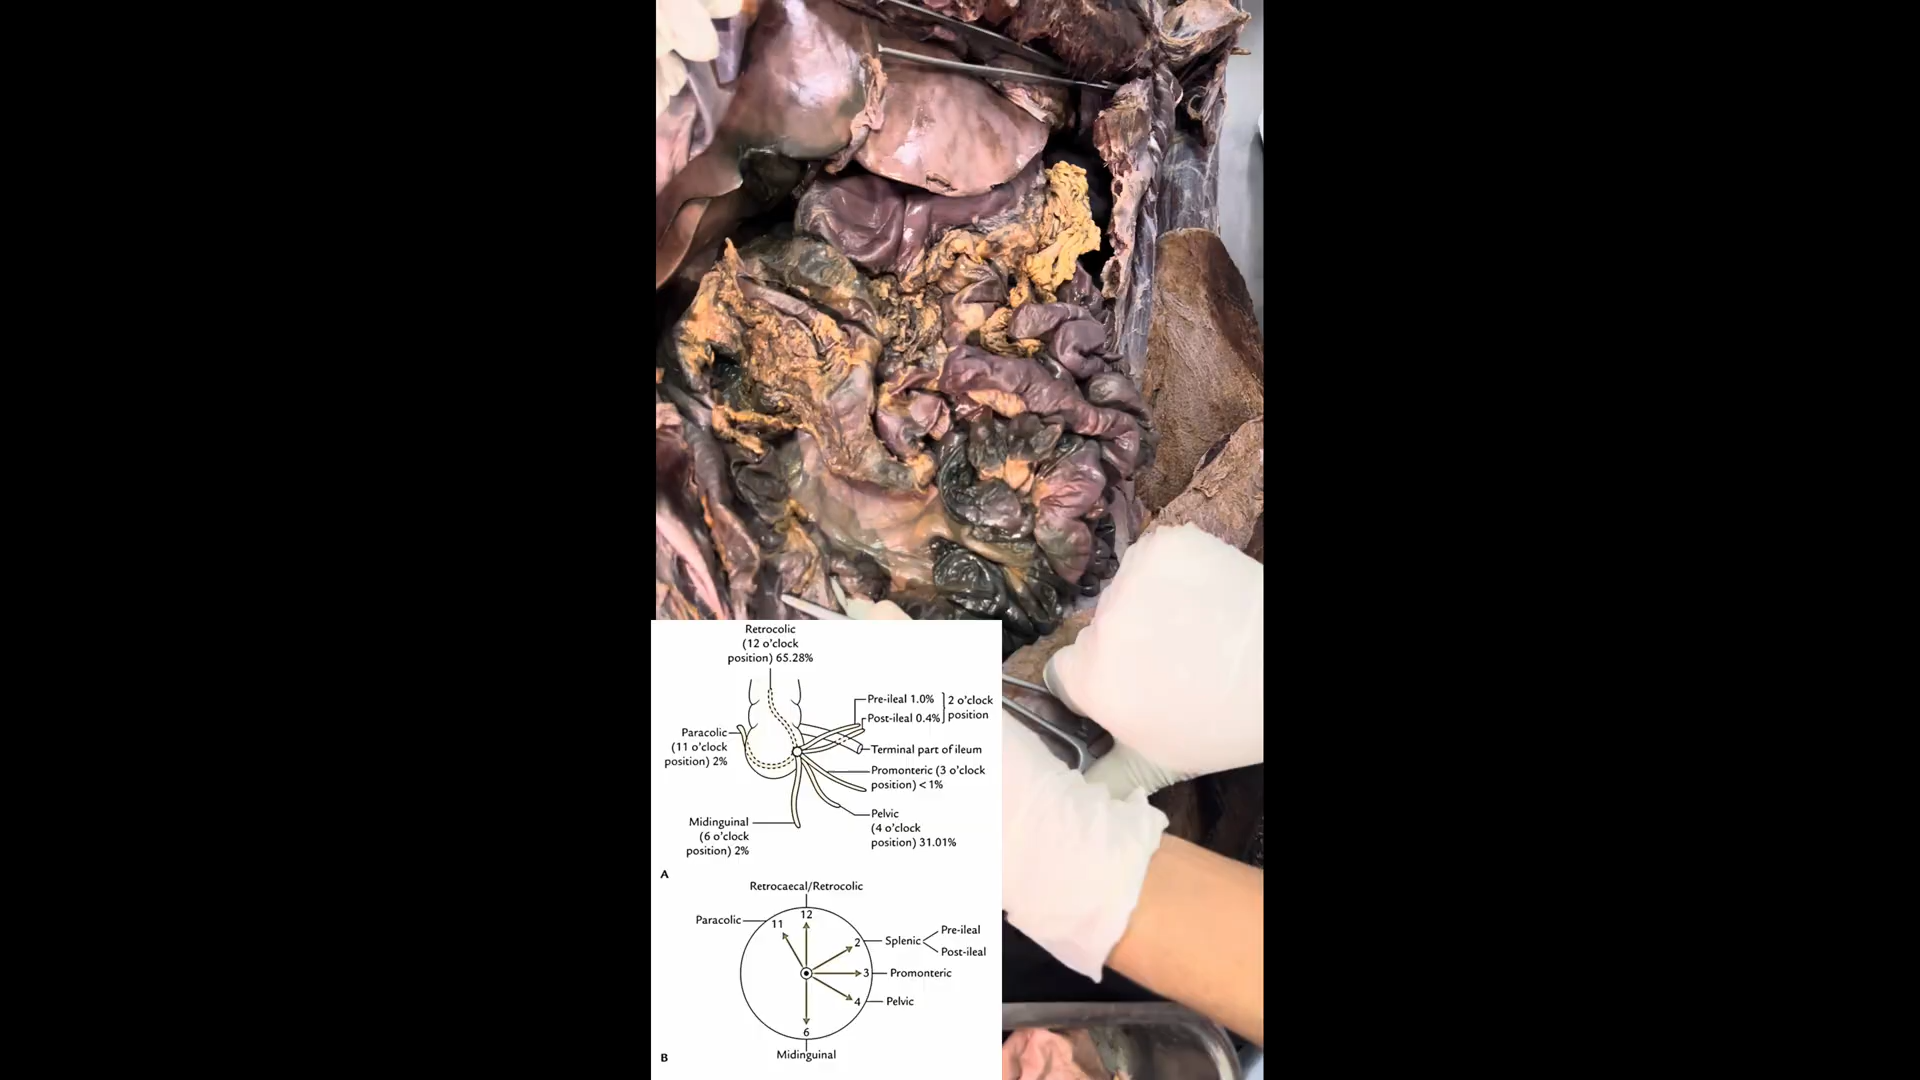 Retrocolic
(12 o'clock
position) 65.28%
Pre-ileal 1.0%
Post-ileal 0.4%
2 o'clock
position
Paracolic
(11 o'clock
position) 2%
Terminal part of ileum
Promonteric (3 o'clock
position) < 1%
Midinguinal
(6 o'clock
position) 2%
Pelvic
(4 o'clock
position) 31.01%
A
Retrocaecal/Retrocolic
Paracolic
11
12
2
Splenic
Pre-ileal
Post-ileal
3
Promonteric
4
Pelvic
6
Midinguinal
B